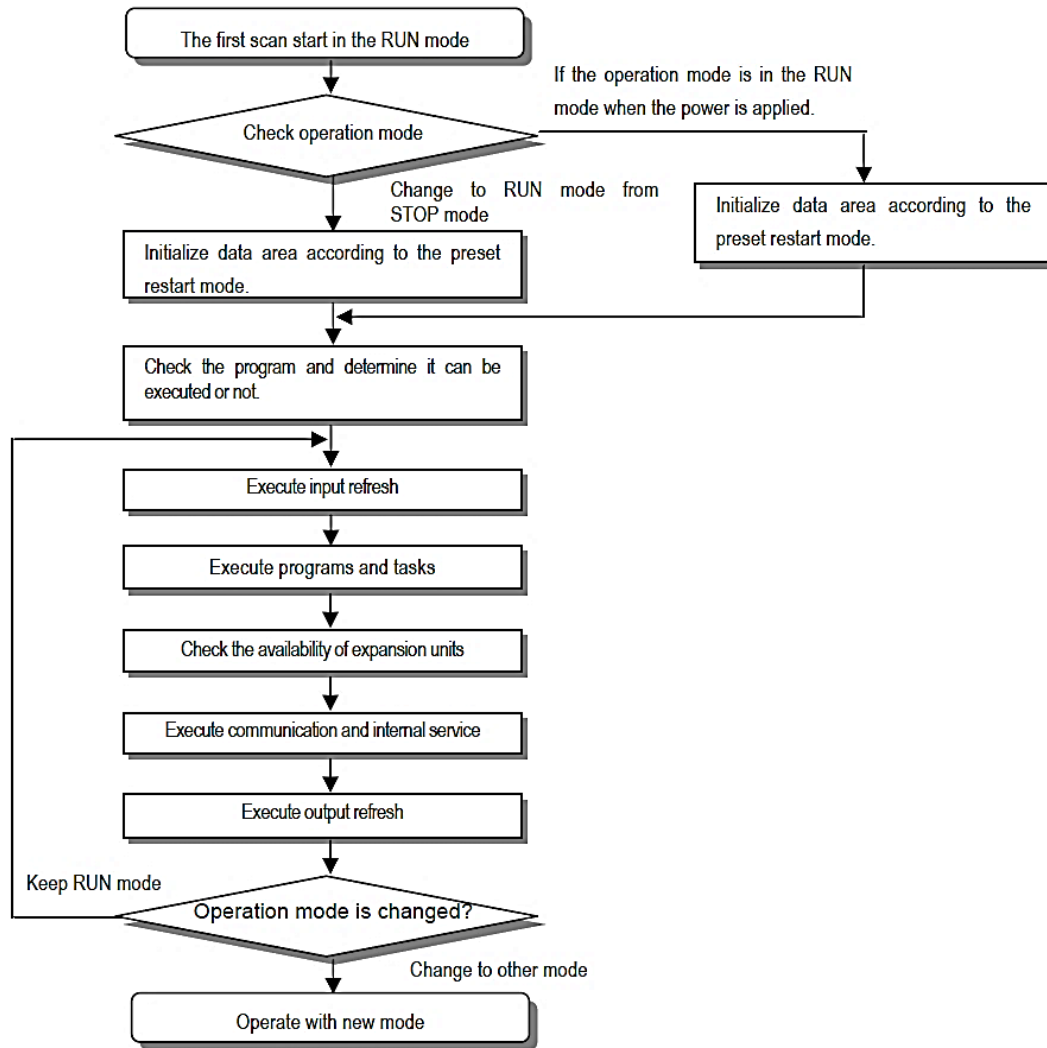 The first scan start in the RUN mode
If the operation mode is in the RUN
mode when the power is applied.
Check operation mode
Change to RUN mode from
STOP mode
Initialize data area according to the
preset restart mode.
Initialize data area according to the preset
restart mode.
Check the program and determine it can be
executed or not.
Execute input refresh
Execute programs and tasks
Check the availability of expansion units
Execute communication and internal service
Execute output refresh
Keep RUN mode
Operation mode is changed?
Change to other mode
Operate with new mode